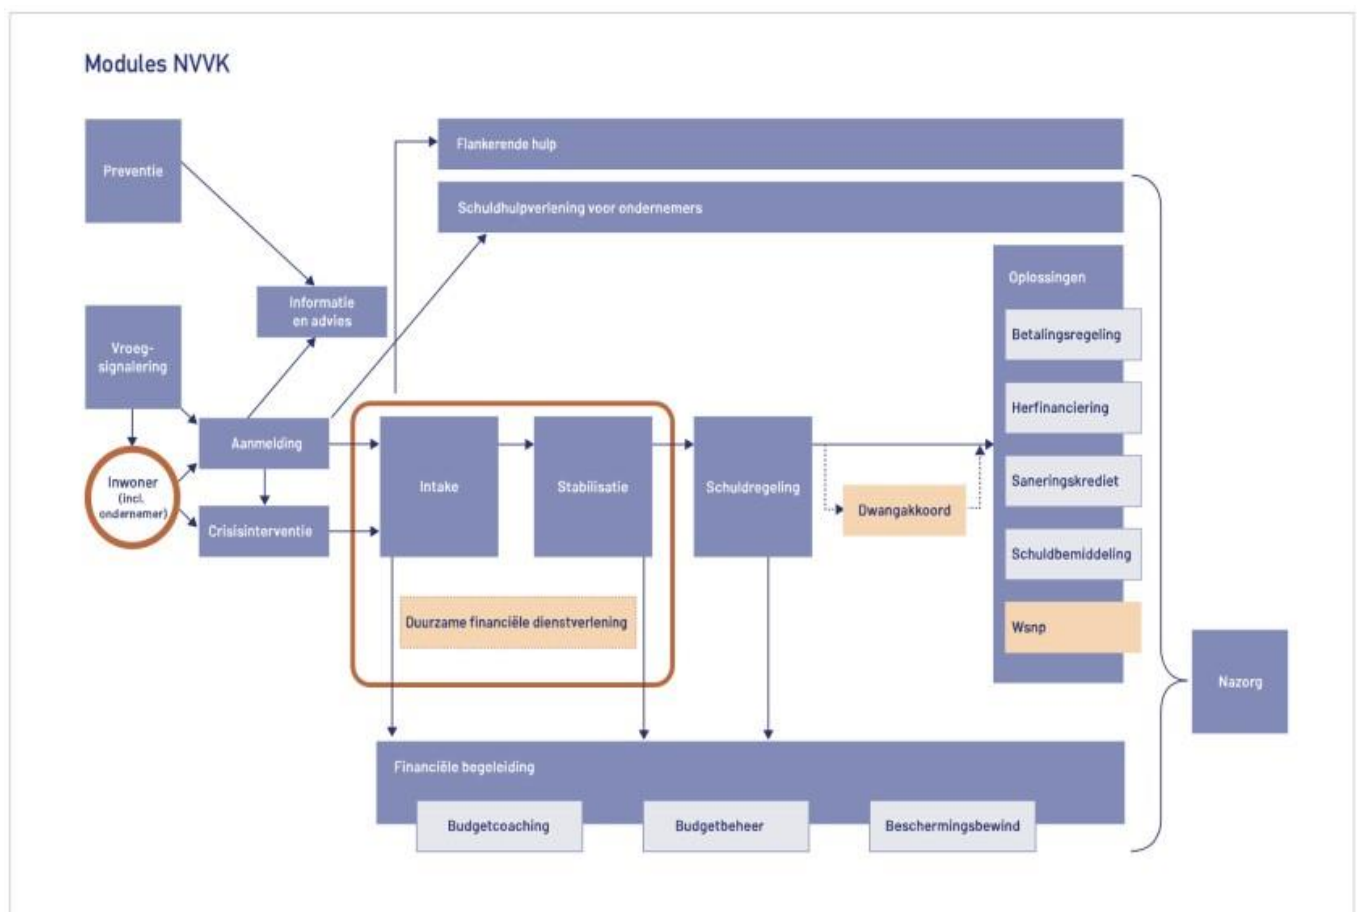 Modules NVVK
Preventie
Flankerende hulp
Schuldhulpverlening voor ondernemers
Informatie
en advies
Oplossingen
Betalingsregeling
Herfinanciering
Saneringskrediet
Schuldbemiddeling
Wsnp
Vroeg-
signalering
Aanmelding
Inwoner
(incl.
ondernemer)
Crisisinterventie
Intake
Stabilisatie
Schuldregeling
Dwangakkoord
Duurzame financiële dienstverlening
Nazorg
Financiële begeleiding
Budgetcoaching
Budgetbeheer
Beschermingsbewind